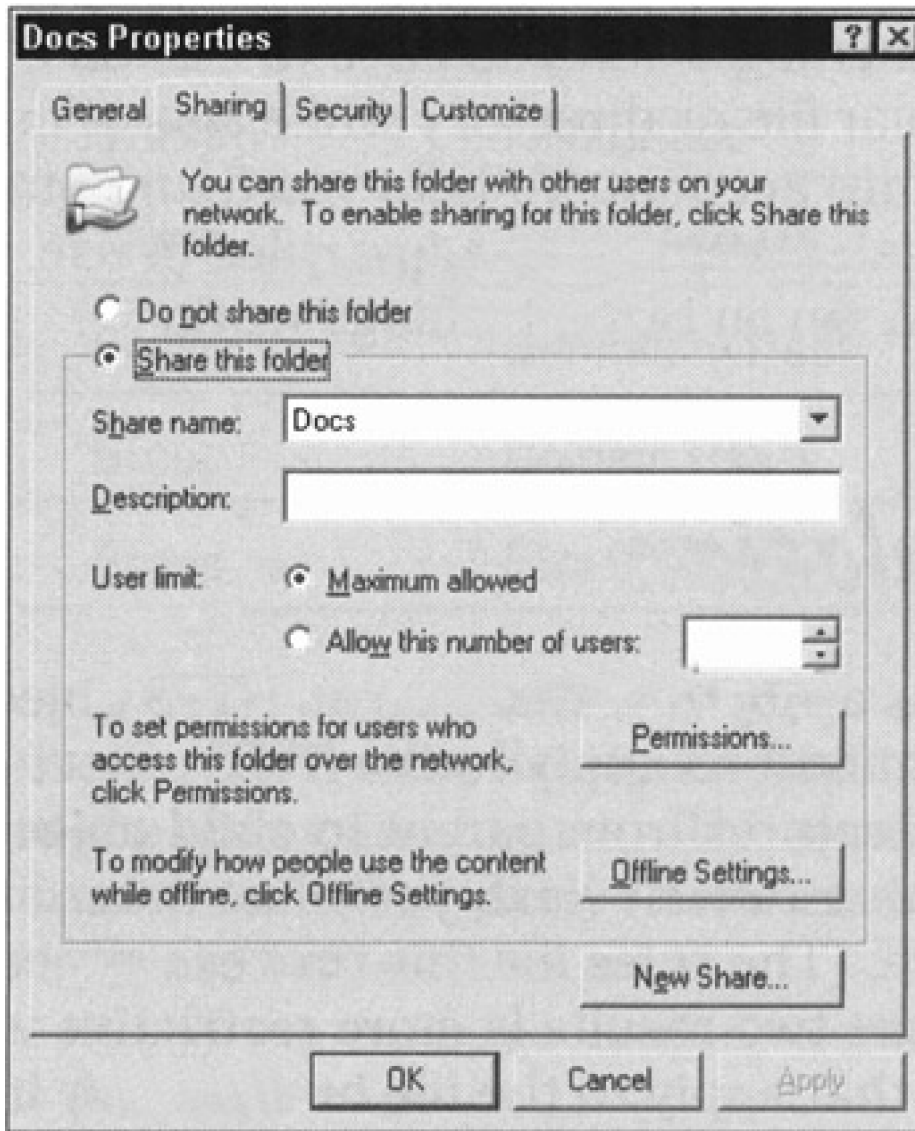 Docs Properties
General Sharing Security Customize
You can share this folder with other users on your
network. To enable sharing for this folder, click Share this
folder.
Do not share this folder
Share this folder
Share name: Docs
Description:
User limit: Maximum allowed
Allow this number of users:
To set permissions for users who
access this folder over the network,
click Permissions.
Permissions...
To modify how people use the content
while offline, click Offline Settings.
Offline Settings...
New Share...
OK Cancel Apply